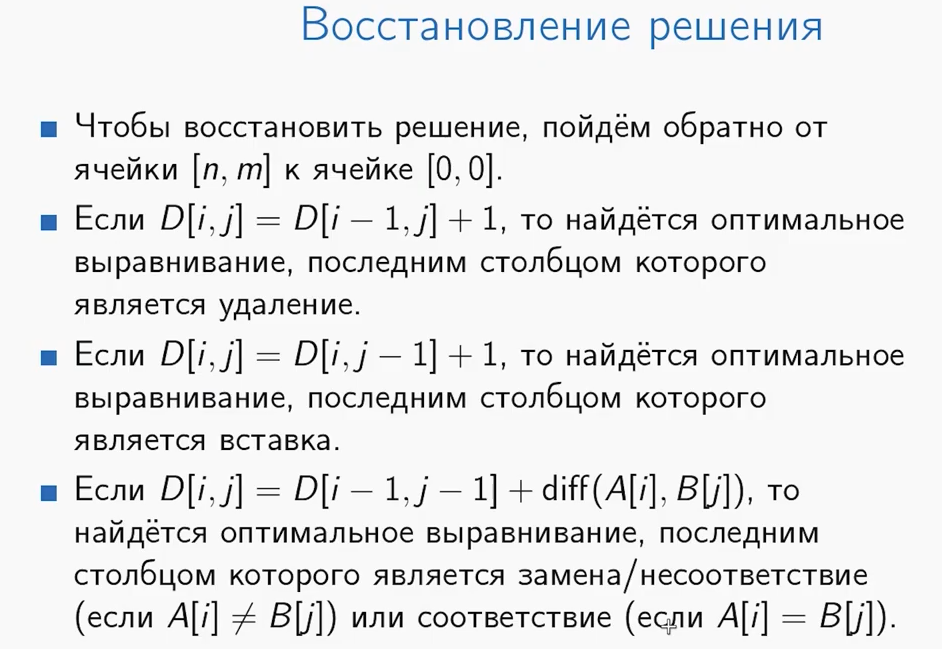 Восстановление решения
Чтобы восстановить решение, пойдём обратно от
ячейки [n, m] к ячейке [0, 0].
Если D[i, j] = D[i − 1, j] + 1, то найдётся оптимальное
выравнивание, последним столбцом которого
является удаление.
Если D[i, j] = D[i, j − 1] + 1, то найдётся оптимальное
выравнивание, последним столбцом которого
является вставка.
Если D[i, j] = D[i − 1, j − 1] + diff(A[i], B[j]), то
найдётся оптимальное выравнивание, последним
столбцом которого является замена/несоответствие
(если A[i] ≠ B[j]) или соответствие (если A[i] = B[j]).